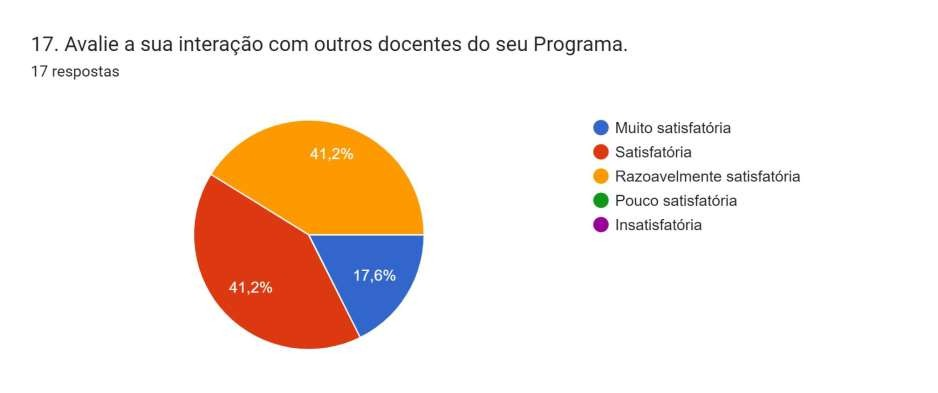 17. Avalie a sua interação com outros docentes do seu Programa.
17 respostas
41,2%
17,6%
41,2%
Muito satisfatória
Satisfatória
Razoavelmente satisfatória
Pouco satisfatória
Insatisfatória